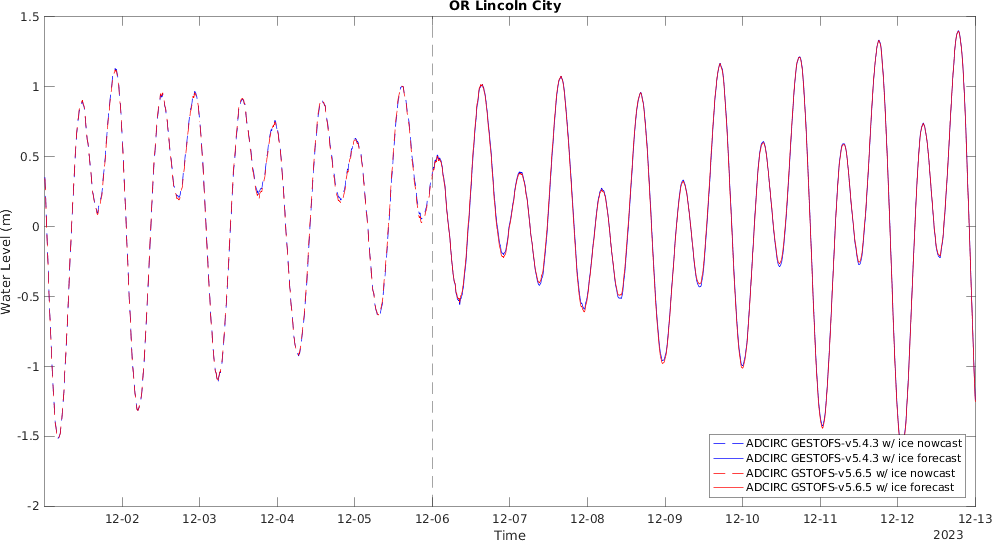 OR Lincoln City
1.5
1
0.5
0
-0.5
-1
-1.5
-2
Water Level (m)
12-02 12-03 12-04 12-05 12-06 12-07 12-08 12-09 12-10 12-11 12-12 12-13
Time
2023
ADCIRC GESTOFS-v5.4.3 w/ ice nowcast
ADCIRC GESTOFS-v5.4.3 w/ ice forecast
ADCIRC GSTOFS-v5.6.5 w/ ice nowcast
ADCIRC GSTOFS-v5.6.5 w/ ice forecast